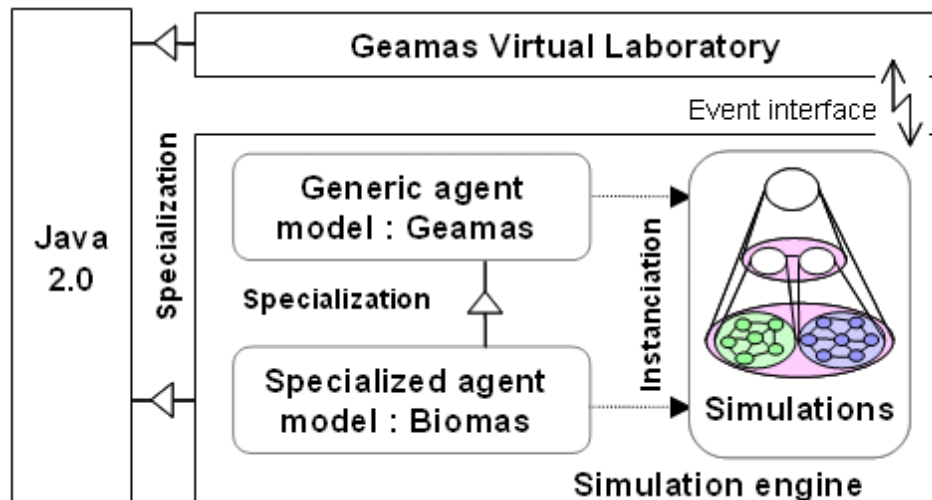 Geamas Virtual Laboratory
Event interface
Java
2.0
Specialization
Generic agent
model : Geamas
Specialization
Specialized agent
model : Biomas
Instanciation
Simulations
Simulation engine